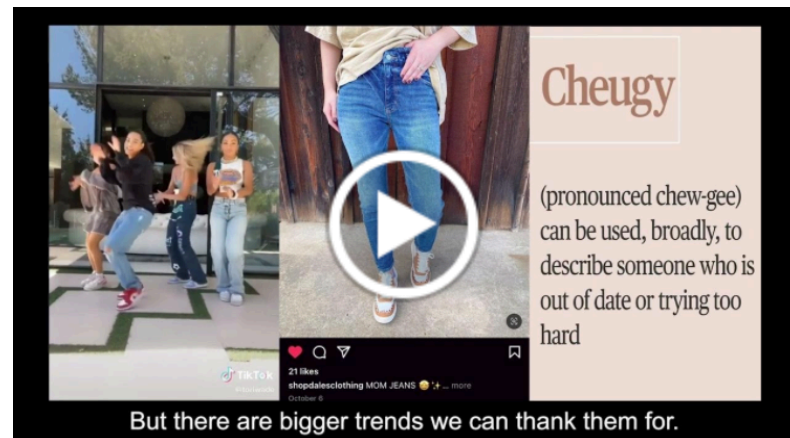 TikTok
21 likes
shopdalesclothing MOM JEANS 🤩✨... more
October 6
Cheugy
(pronounced chew-gee)
can be used, broadly, to
describe someone who is
out of date or trying too
hard
But there are bigger trends we can thank them for.